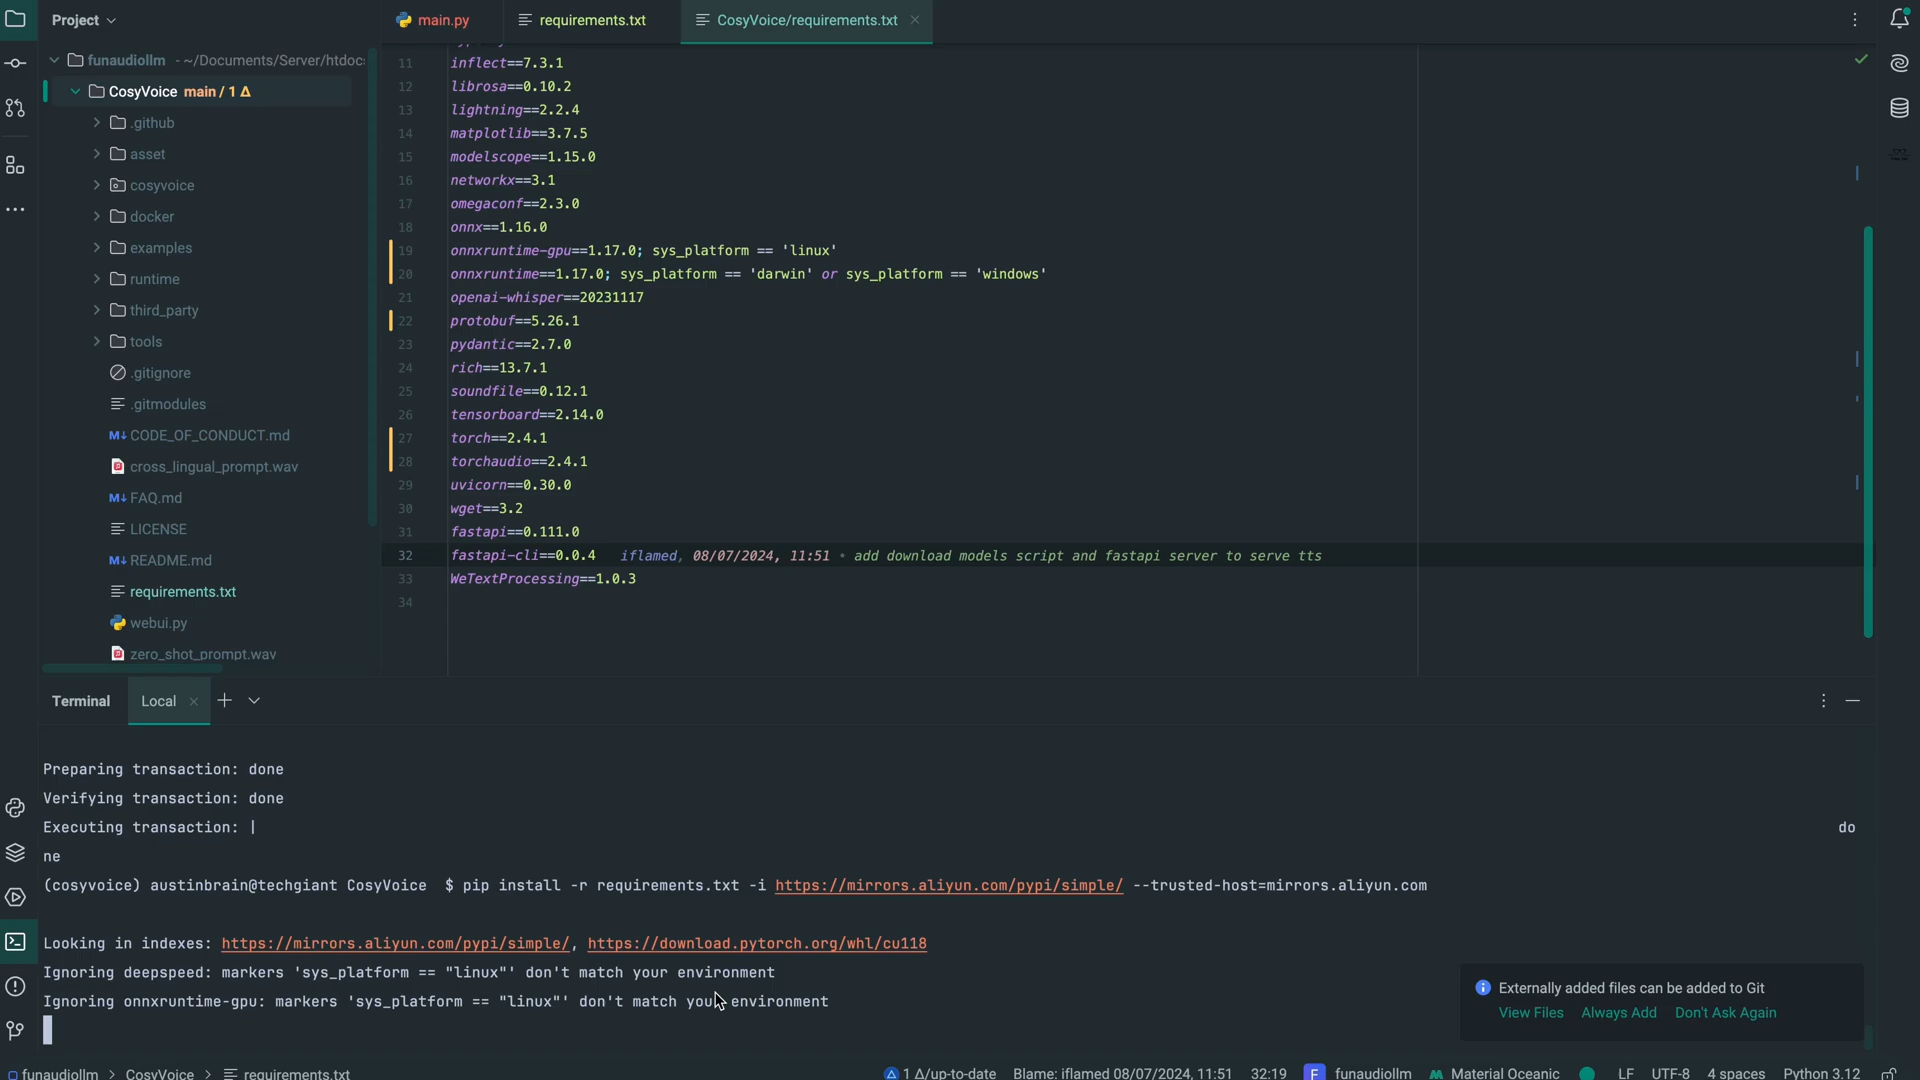 Project
main.py
requirements.txt
CosyVoice/requirements.txt
funaudiollm - ~/Documents/Server/htdoc
CosyVoice main / 1 Δ
.github
asset
cosyvoice
docker
examples
runtime
third_party
tools
.gitignore
.gitmodules
M↓ CODE_OF_CONDUCT.md
cross_lingual_prompt.wav
M↓ FAQ.md
LICENSE
M↓ README.md
requirements.txt
webui.py
zero_shot_prompt.wav
11 inflect==7.3.1
12 librosa==0.10.2
13 lightning==2.2.4
14 matplotlib==3.7.5
15 modelscope==1.15.0
16 networkx==3.1
17 omegaconf==2.3.0
18 onnx==1.16.0
19 onnxruntime-gpu==1.17.0; sys_platform == 'linux'
20 onnxruntime==1.17.0; sys_platform == 'darwin' or sys_platform == 'windows'
21 openai-whisper==20231117
22 protobuf==5.26.1
23 pydantic==2.7.0
24 rich==13.7.1
25 soundfile==0.12.1
26 tensorboard==2.14.0
27 torch==2.4.1
28 torchaudio==2.4.1
29 uvicorn==0.30.0
30 wget==3.2
31 fastapi==0.111.0
32 fastapi-cli==0.0.4 iflamed, 08/07/2024, 11:51 • add download models script and fastapi server to serve tts
33 WeTextProcessing==1.0.3
34
Terminal
Local
Preparing transaction: done
Verifying transaction: done
Executing transaction: | do
ne
(cosyvoice) austinbrain@techgiant CosyVoice $ pip install -r requirements.txt -i https://mirrors.aliyun.com/pypi/simple/ --trusted-host=mirrors.aliyun.com
Looking in indexes: https://mirrors.aliyun.com/pypi/simple/, https://download.pytorch.org/whl/cu118
Ignoring deepspeed: markers 'sys_platform == "linux"' don't match your environment
Ignoring onnxruntime-gpu: markers 'sys_platform == "linux"' don't match your environment
Externally added files can be added to Git
View Files Always Add Don't Ask Again
funaudiollm > CosyVoice > requirements.txt
1 Δ/up-to-date
Blame: iflamed 08/07/2024, 11:51
32:19
F funaudiollm
Material Oceanic
LF
UTF-8
4 spaces
Python 3.12